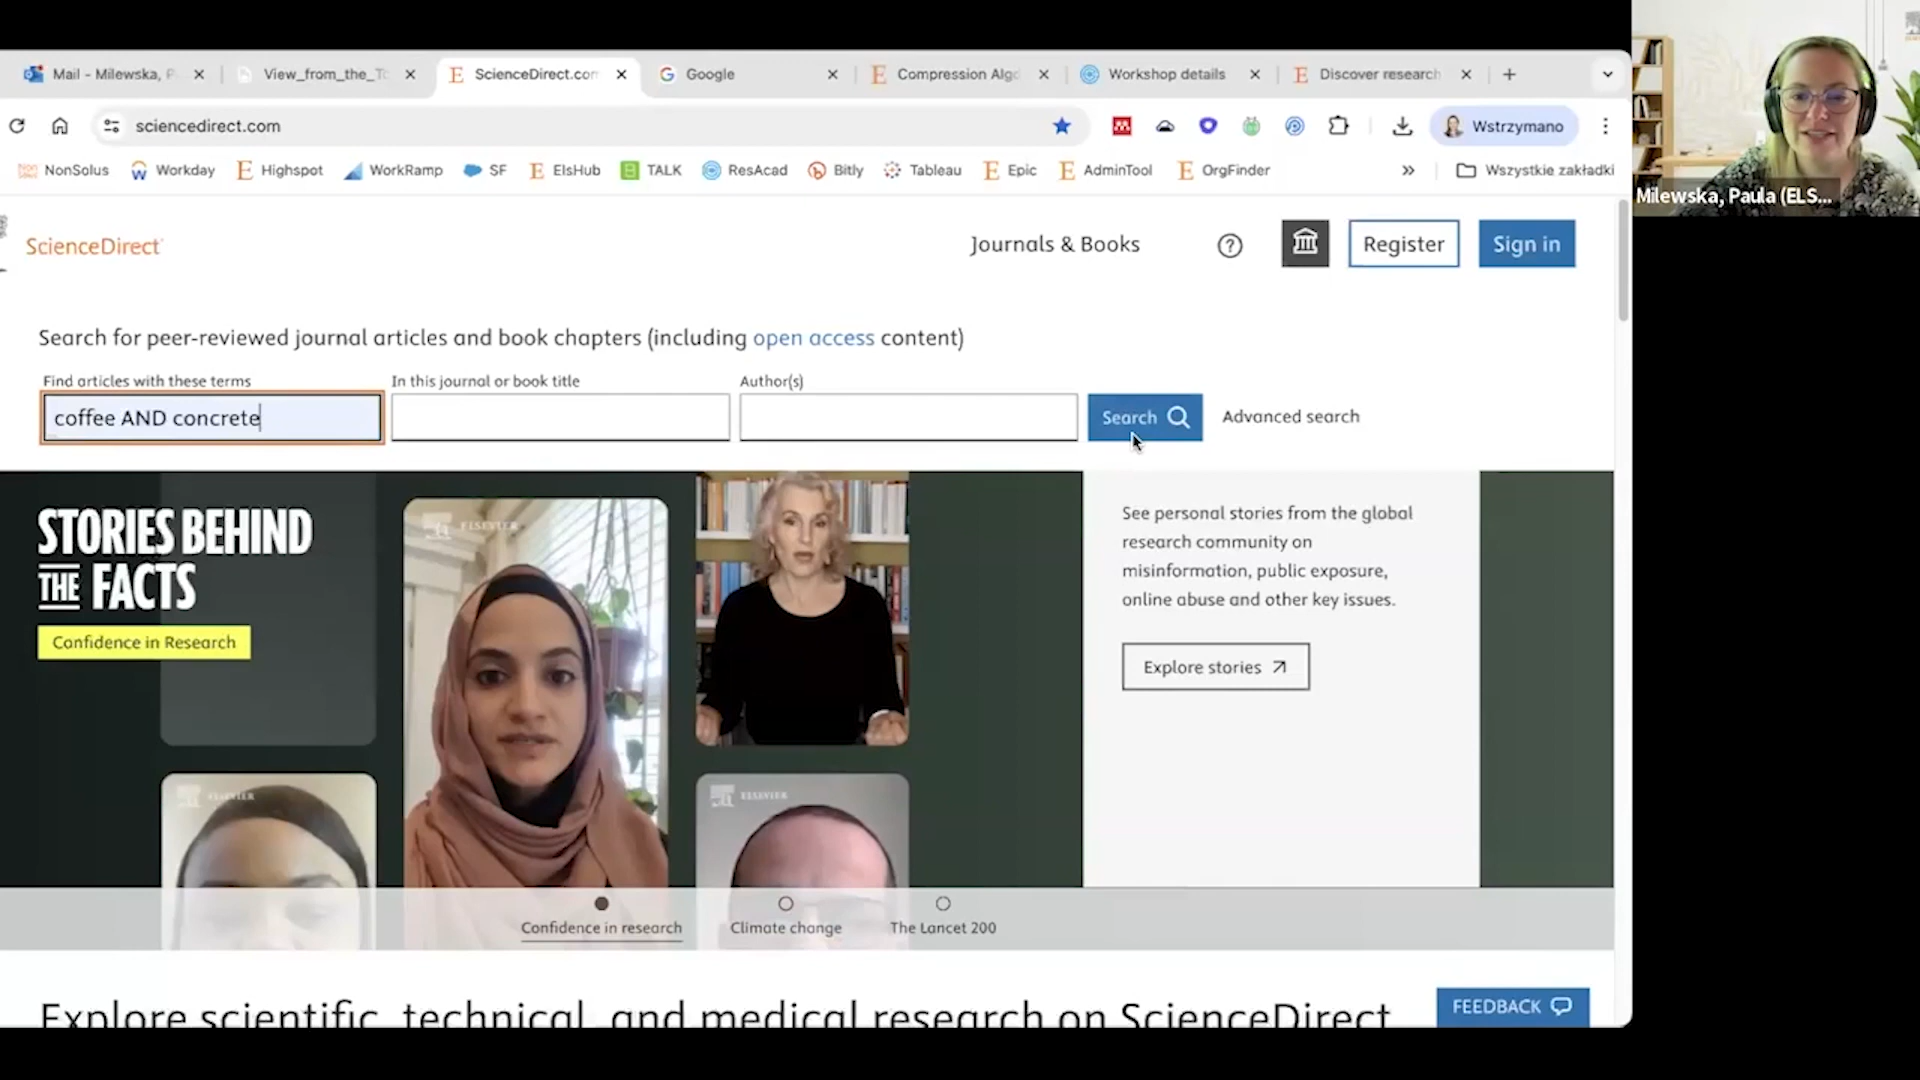 Mail - Milewska, P
View_from_the_To
ScienceDirect.com
Google
Compression Algo
Workshop details
Discover research
sciencedirect.com
Wstrzymano
NonSolus
Workday
Highspot
WorkRamp
SF
ElsHub
TALK
ResAcad
Bitly
Tableau
Epic
AdminTool
OrgFinder
Wszystkie zakładki
Milewska, Paula (ELS...
ScienceDirect
Journals & Books
Register
Sign in
Search for peer-reviewed journal articles and book chapters (including open access content)
Find articles with these terms
In this journal or book title
Author(s)
coffee AND concrete
Search
Advanced search
STORIES BEHIND
THE FACTS
Confidence in Research
ELSEVIER
See personal stories from the global
research community on
misinformation, public exposure,
online abuse and other key issues.
Explore stories
ELSEVIER
ELSEVIER
Confidence in research
Climate change
The Lancet 200
Explore scientific, technical, and medical research on ScienceDirect
FEEDBACK